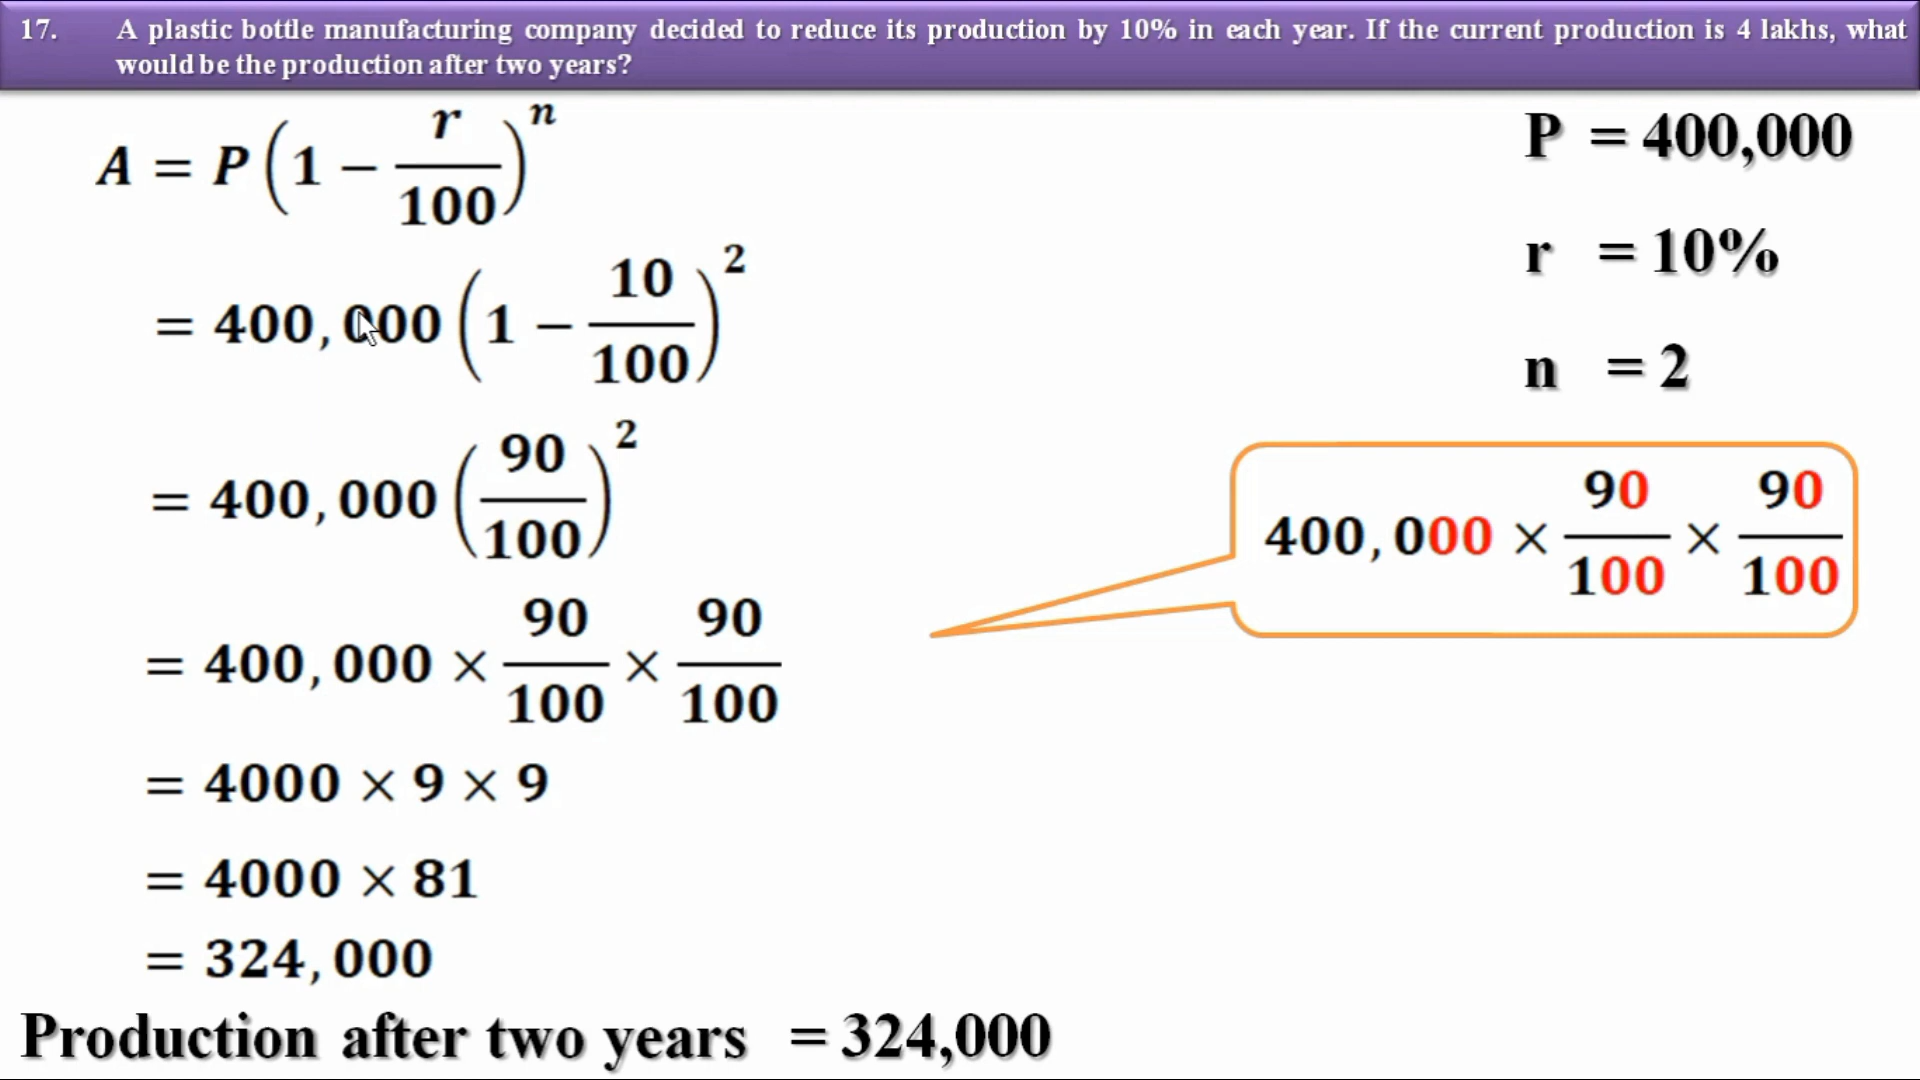 17. A plastic bottle manufacturing company decided to reduce its production by 10% in each year. If the current production is 4 lakhs, what
would be the production after two years?
A = P(1 − r/100)^n
= 400,000(1 − 10/100)^2
= 400,000(90/100)^2
= 400,000 × 90/100 × 90/100
= 4000 × 9 × 9
= 4000 × 81
= 324,000
Production after two years = 324,000
P = 400,000
r = 10%
n = 2
400,000 × 90/100 × 90/100